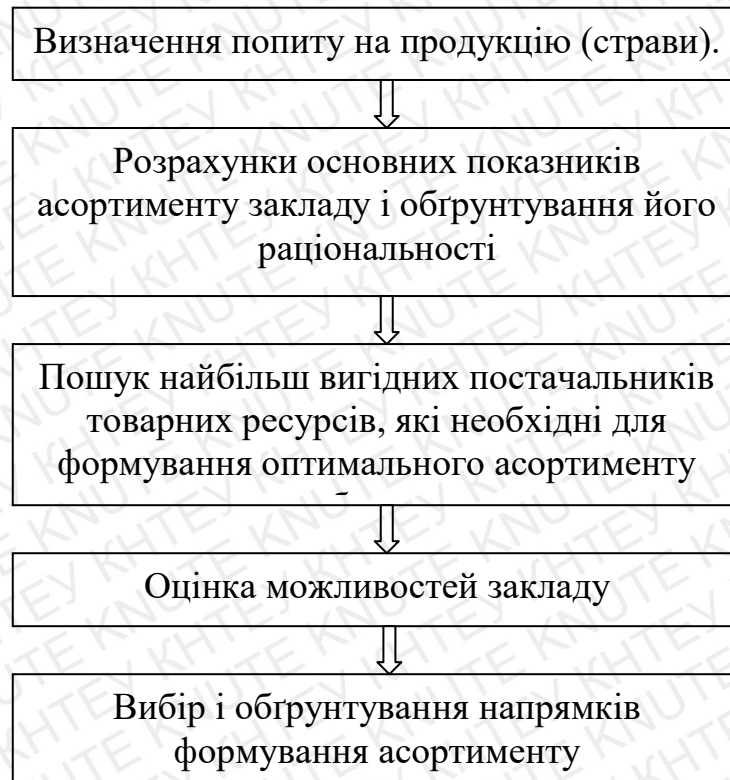 Визначення попиту на продукцію (страви).
Розрахунки основних показників
асортименту закладу і обґрунтування його
раціональності
Пошук найбільш вигідних постачальників
товарних ресурсів, які необхідні для
формування оптимального асортименту
Оцінка можливостей закладу
Вибір і обґрунтування напрямків
формування асортименту